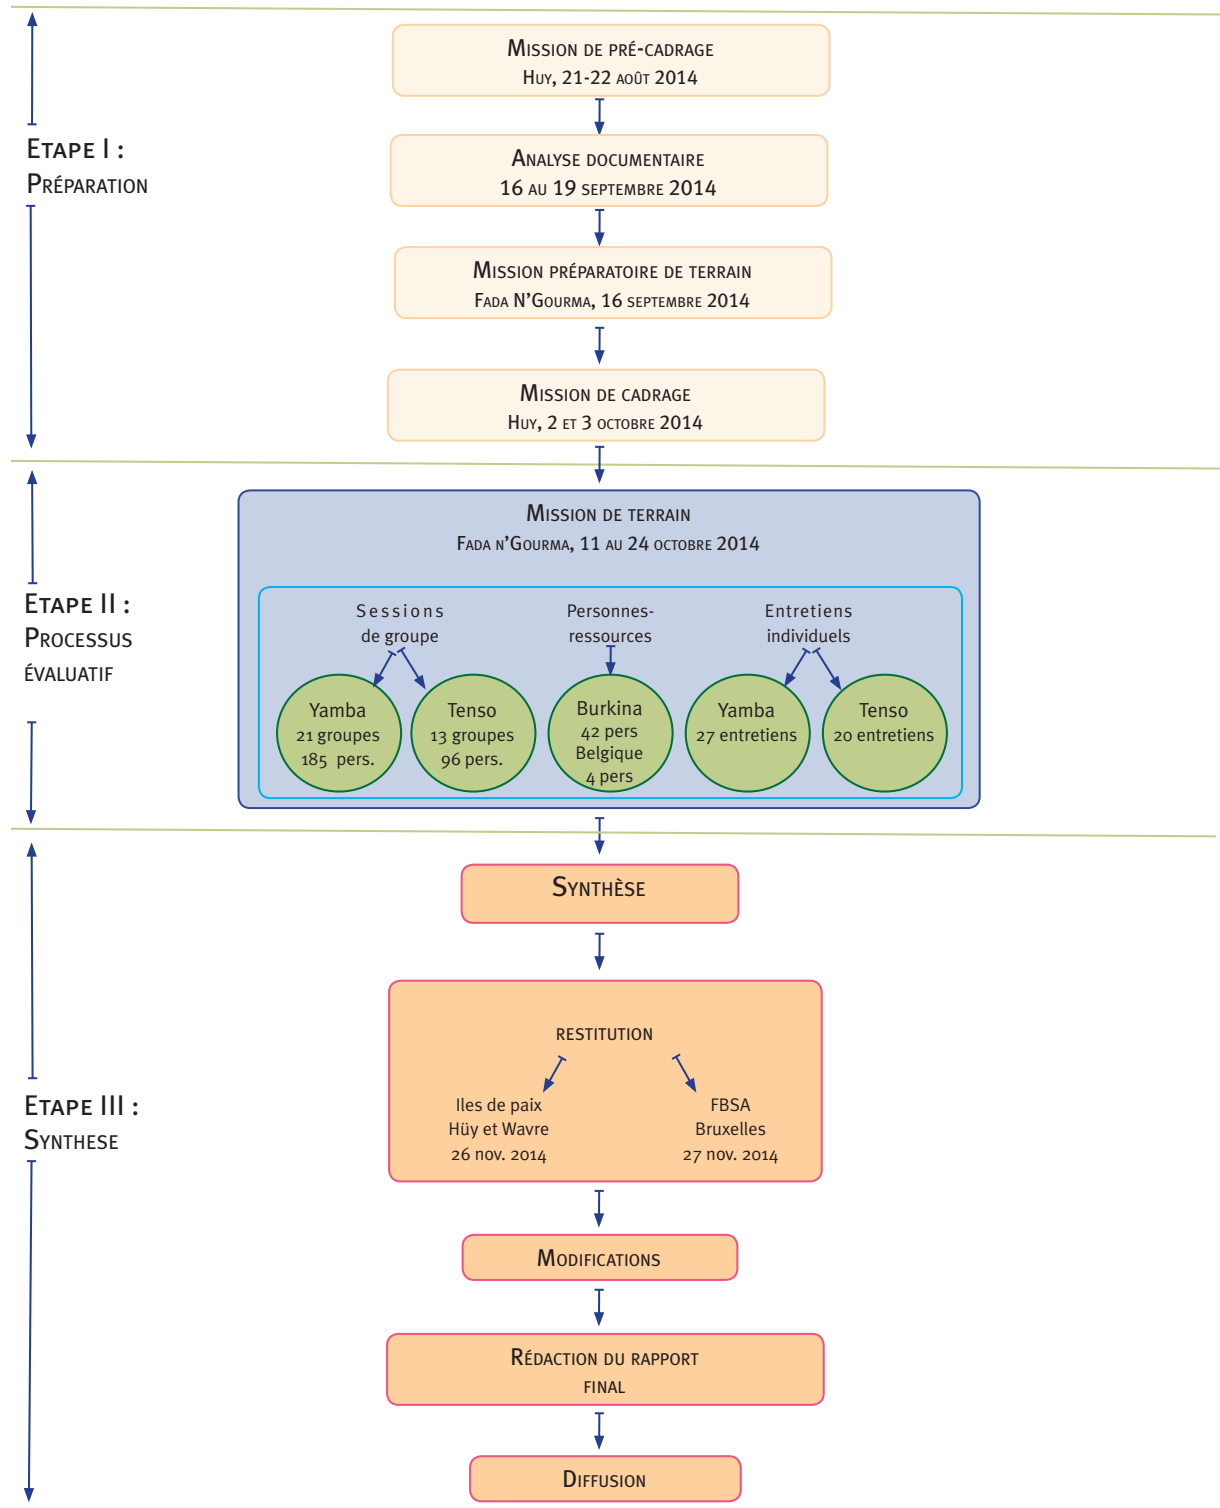 Mission de pré-cadrage
Huy, 21-22 août 2014
Etape I :
Préparation
Analyse documentaire
16 au 19 septembre 2014
Mission préparatoire de terrain
Fada N'Gourma, 16 septembre 2014
Mission de cadrage
Huy, 2 et 3 octobre 2014
Etape II :
Processus
évaluatif
Mission de terrain
Fada n'Gourma, 11 au 24 octobre 2014
Sessions
de groupe
Personnes-
ressources
Entretiens
individuels
Yamba
21 groupes
185 pers.
Tenso
13 groupes
96 pers.
Burkina
42 pers
Belgique
4 pers
Yamba
27 entretiens
Tenso
20 entretiens
Etape III :
Synthese
Synthèse
restitution
Iles de paix
Hüy et Wavre
26 nov. 2014
FBSA
Bruxelles
27 nov. 2014
Modifications
Rédaction du rapport
final
Diffusion